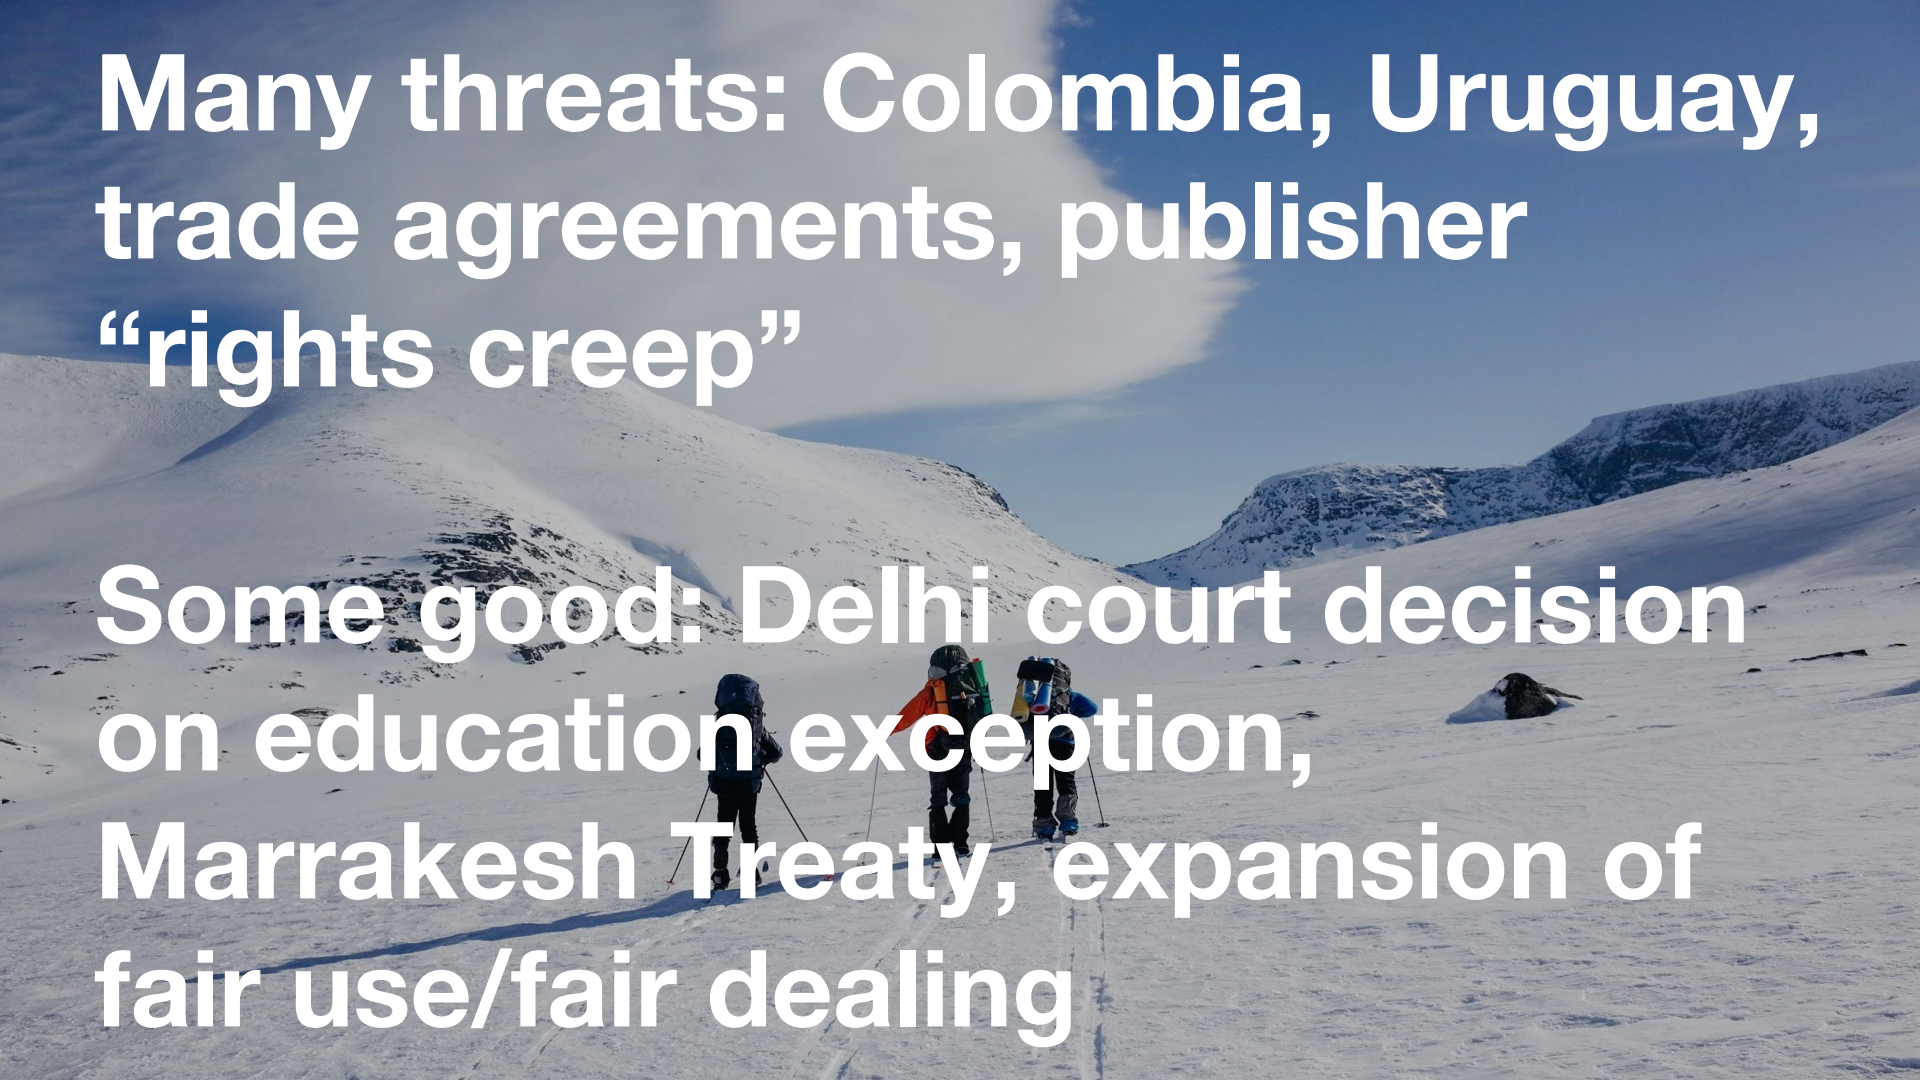 Many threats: Colombia, Uruguay,
trade agreements, publisher
“rights creep”
Some good: Delhi court decision
on education exception,
Marrakesh Treaty, expansion of
fair use/fair dealing